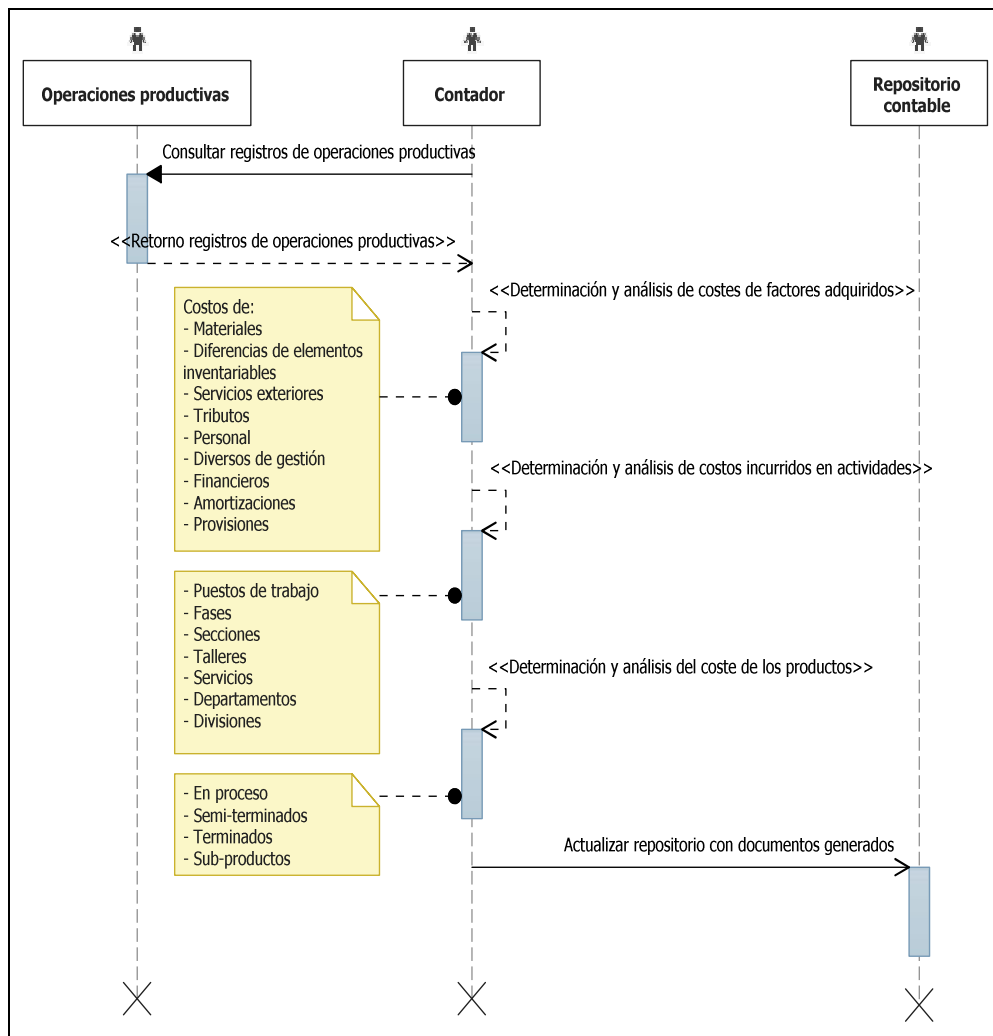 Operaciones productivas
Contador
Repositorio
contable
Consultar registros de operaciones productivas
<<Retorno registros de operaciones productivas>>
<<Determinación y análisis de costes de factores adquiridos>>
Costos de:
- Materiales
- Diferencias de elementos
inventariables
- Servicios exteriores
- Tributos
- Personal
- Diversos de gestión
- Financieros
- Amortizaciones
- Provisiones
<<Determinación y análisis de costos incurridos en actividades>>
- Puestos de trabajo
- Fases
- Secciones
- Talleres
- Servicios
- Departamentos
- Divisiones
<<Determinación y análisis del coste de los productos>>
- En proceso
- Semi-terminados
- Terminados
- Sub-productos
Actualizar repositorio con documentos generados